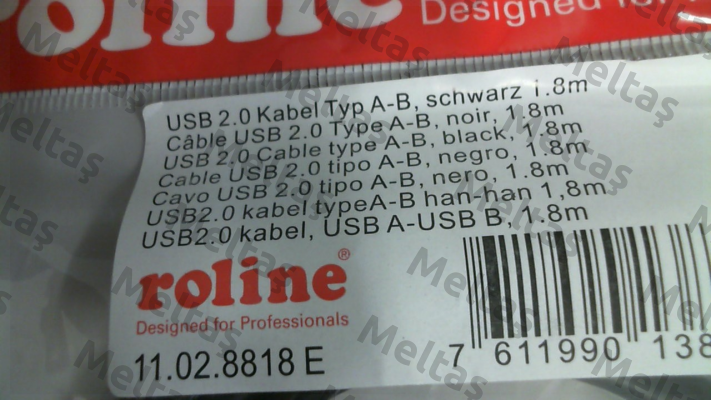 roline
Designed for
USB 2.0 Kabel Typ A-B, schwarz 1.8m
Câble USB 2.0 Type A-B, noir, 1,8m
USB 2.0 Cable type A-B, black, 1.8m
Cable USB 2.0 tipo A-B, negro, 1.8m
Cavo USB 2.0 tipo A-B, nero, 1.8m
USB2.0 kabel typeA-B han-han 1,8m
USB2.0 kabel, USB A-USB B, 1.8m
roline®
Designed for Professionals
11.02.8818 E
7 611990 138
Meltaş